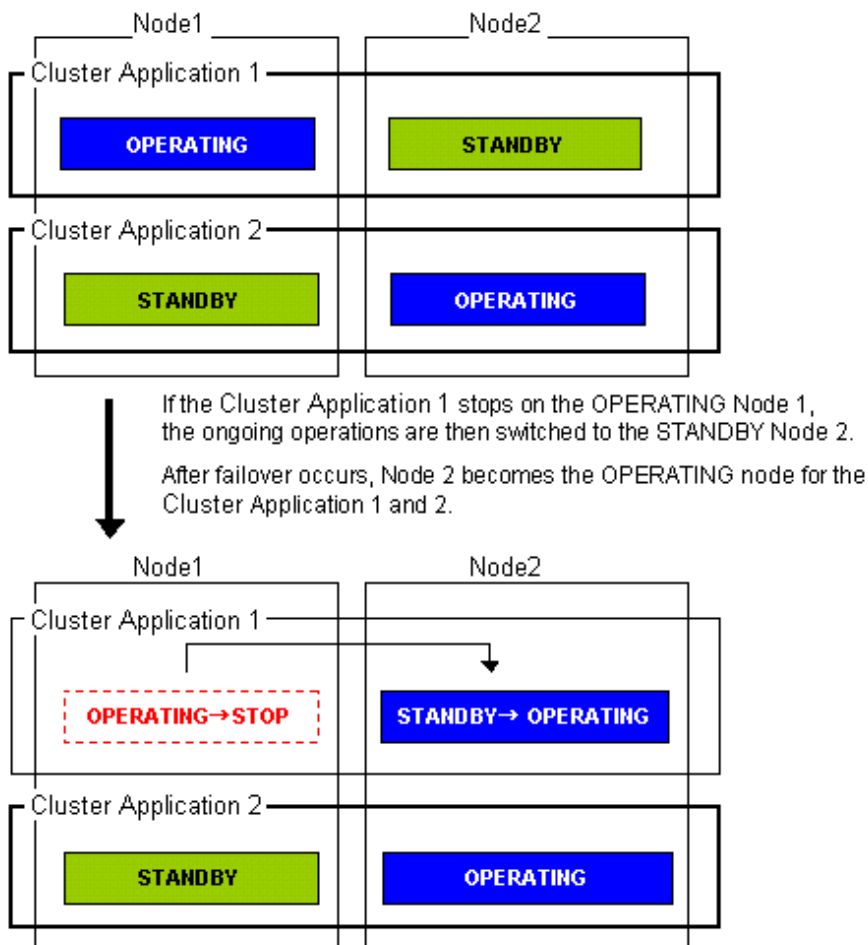 Node1
Node2
Cluster Application 1
OPERATING
STANDBY
Cluster Application 2
STANDBY
OPERATING
If the Cluster Application 1 stops on the OPERATING Node 1,
the ongoing operations are then switched to the STANDBY Node 2.
After failover occurs, Node 2 becomes the OPERATING node for the
Cluster Application 1 and 2.
Node1
Node2
Cluster Application 1
OPERATING→STOP
STANDBY→ OPERATING
Cluster Application 2
STANDBY
OPERATING